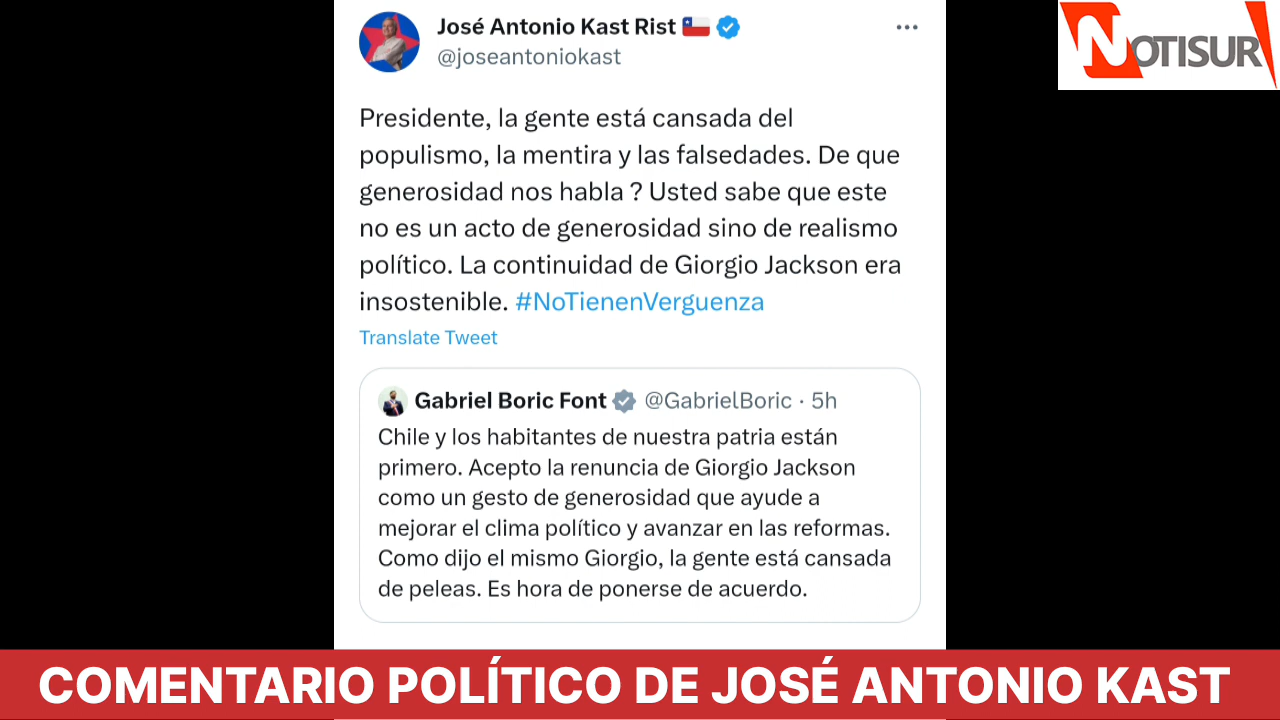 José Antonio Kast Rist
@joseantoniokast
NOTISUR
Presidente, la gente está cansada del
populismo, la mentira y las falsedades. De que
generosidad nos habla ? Usted sabe que este
no es un acto de generosidad sino de realismo
político. La continuidad de Giorgio Jackson era
insostenible. #NoTienenVerguenza
Translate Tweet
Gabriel Boric Font @GabrielBoric · 5h
Chile y los habitantes de nuestra patria están
primero. Acepto la renuncia de Giorgio Jackson
como un gesto de generosidad que ayude a
mejorar el clima político y avanzar en las reformas.
Como dijo el mismo Giorgio, la gente está cansada
de peleas. Es hora de ponerse de acuerdo.
COMENTARIO POLÍTICO DE JOSÉ ANTONIO KAST